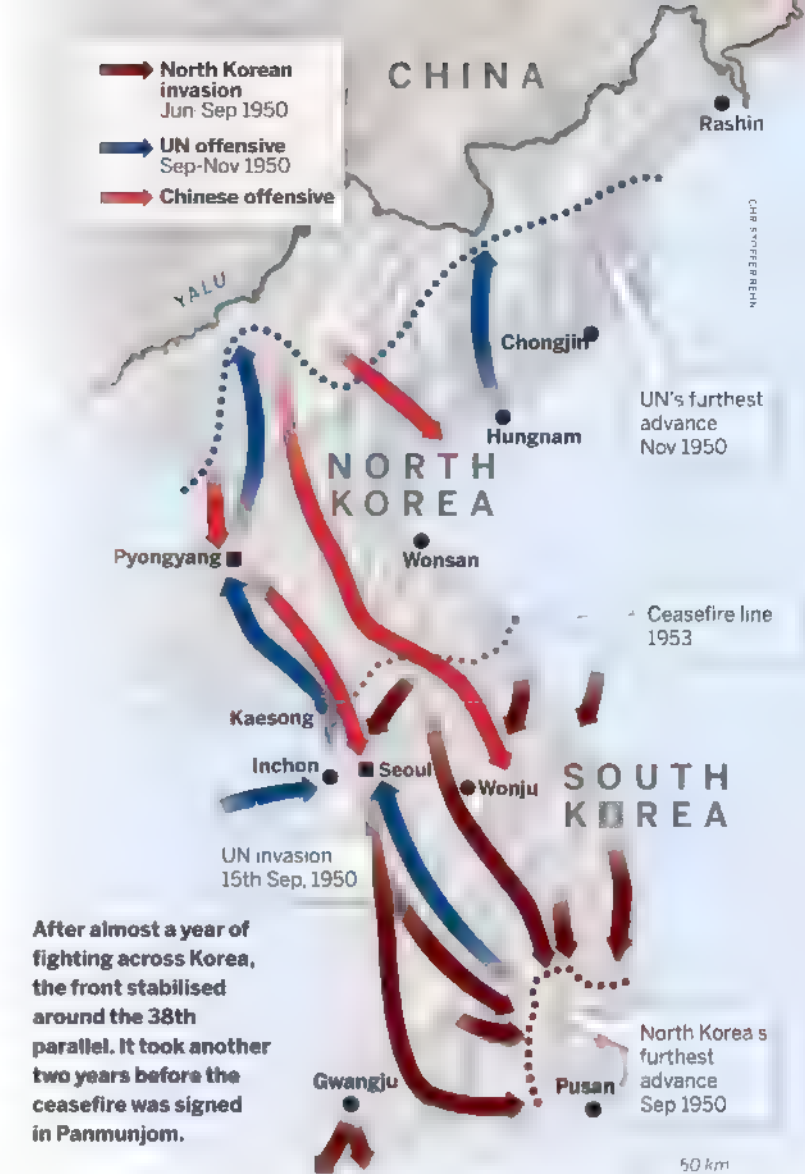 North Korean
invasion
Jun-Sep 1950
UN offensive
Sep-Nov 1950
Chinese offensive
CHINA
Rashin
CHRISTOFFER REHN
YALU
Chongjin
UN's furthest
advance
Nov 1950
Hungnam
NORTH
KOREA
Pyongyang
Wonsan
Ceasefire line
1953
Kaesong
Inchon
Seoul
Wonju
SOUTH
KOREA
UN invasion
15th Sep, 1950
After almost a year of
fighting across Korea,
the front stabilised
around the 38th
parallel. It took another
two years before the
ceasefire was signed
in Panmunjom.
North Korea's
furthest
advance
Sep 1950
Gwangju
Pusan
50 km